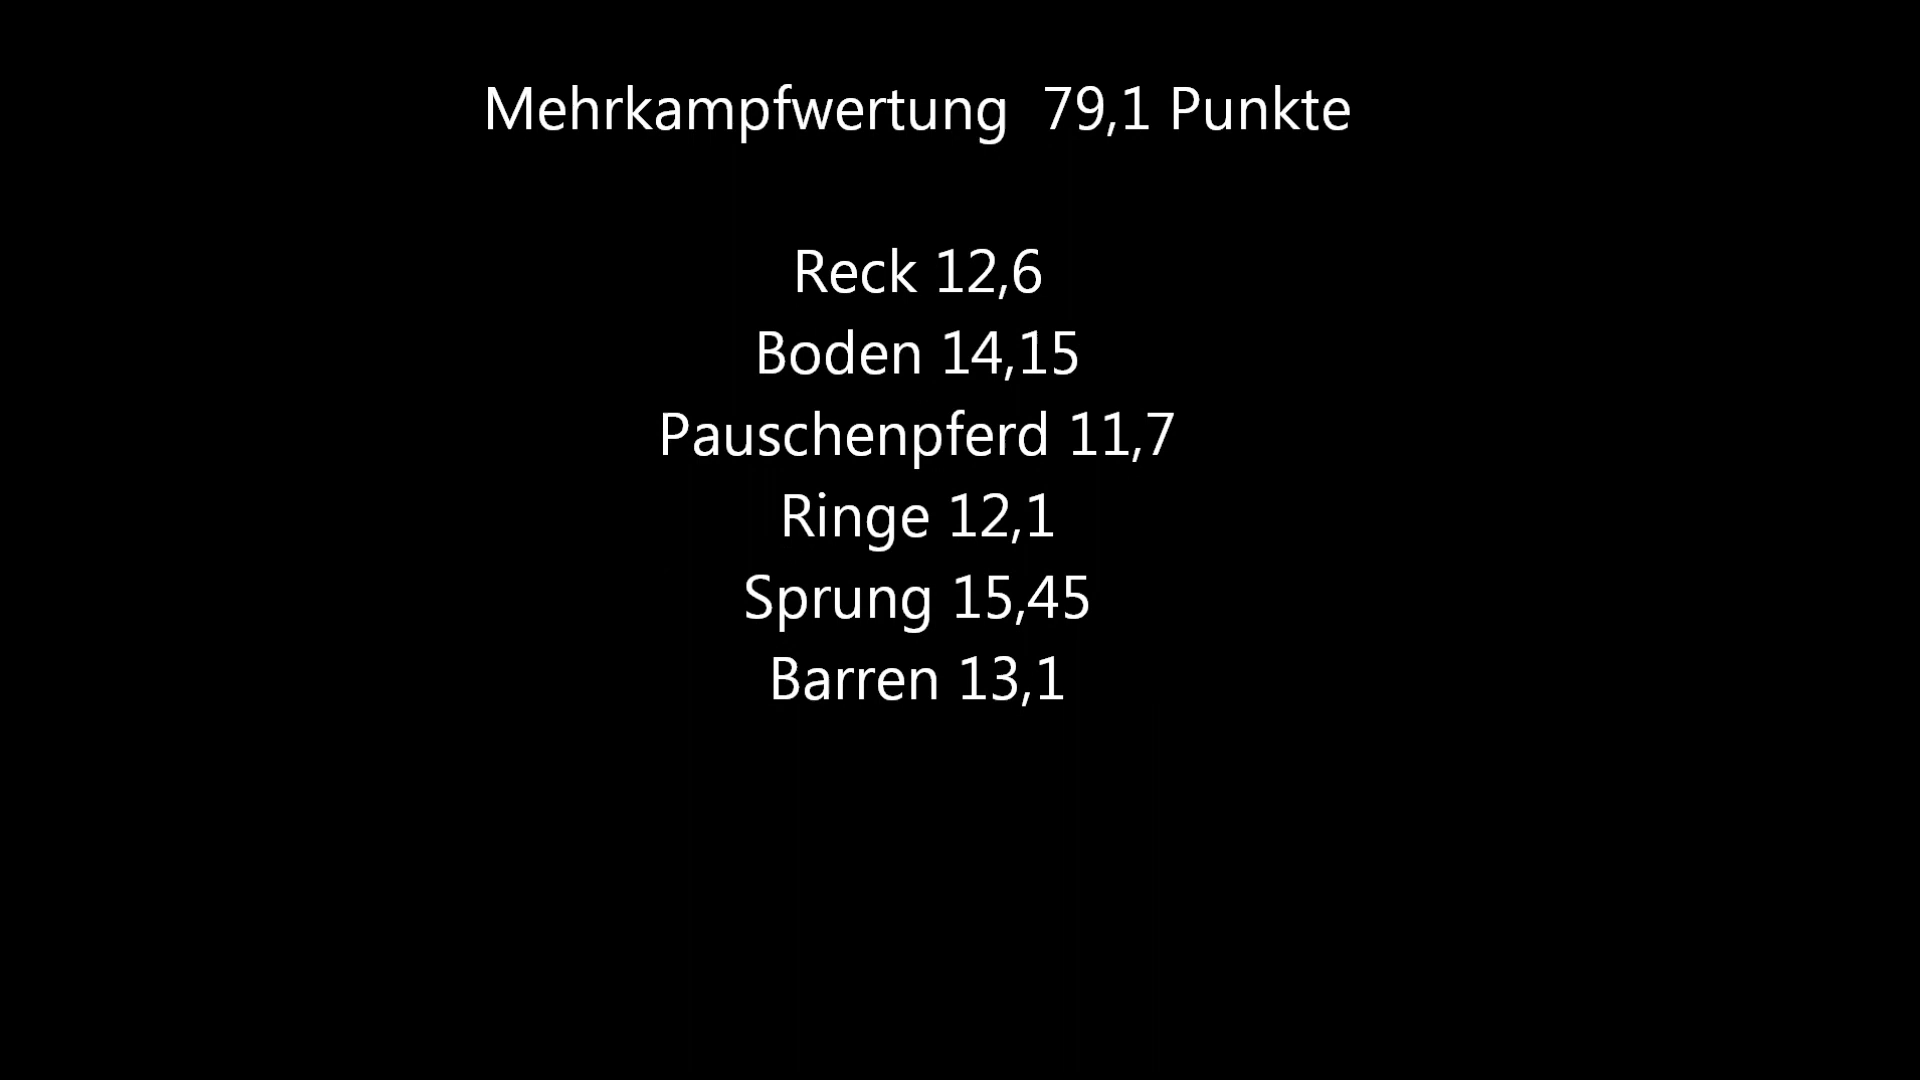 Mehrkampfwertung  79,1 Punkte
Reck 12,6
Boden 14,15
Pauschenpferd 11,7
Ringe 12,1
Sprung 15,45
Barren 13,1